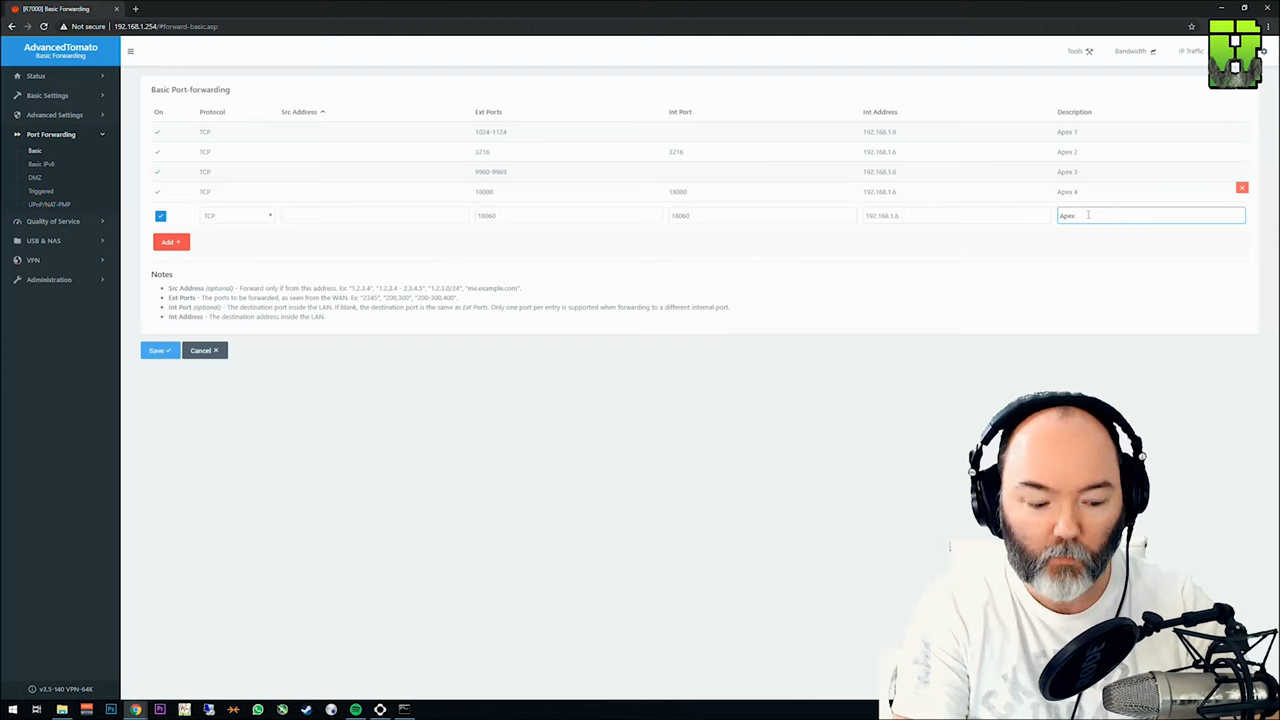 [R7000] Basic Forwarding
Not secure | 192.168.1.254/#forward-basic.asp
AdvancedTomato
Basic Forwarding
Tools
Bandwidth
IP Traffic
Status
Basic Settings
Advanced Settings
Port Forwarding
Basic
Basic IPv6
DMZ
Triggered
UPnP/NAT-PMP
Quality of Service
USB & NAS
VPN
Administration
v3.5-140 VPN-64K
Basic Port-forwarding
On Protocol Src Address Ext Ports Int Port Int Address Description
TCP 1024-1124 192.168.1.6 Apex 1
TCP 3216 3216 192.168.1.6 Apex 2
TCP 9960-9969 192.168.1.6 Apex 3
TCP 18000 18000 192.168.1.6 Apex 4
TCP 18060 18060 192.168.1.6 Apex
Add +
Notes
Src Address (optional) - Forward only if from this address. Ex: "1.2.3.4", "1.2.3.4 - 2.3.4.5", "1.2.3.0/24", "me.example.com".
Ext Ports - The ports to be forwarded, as seen from the WAN. Ex: "2345", "200,300", "200-300,400".
Int Port (optional) - The destination port inside the LAN. If blank, the destination port is the same as Ext Ports. Only one port per entry is supported when forwarding to a different internal port.
Int Address - The destination address inside the LAN.
Save
Cancel
RODE